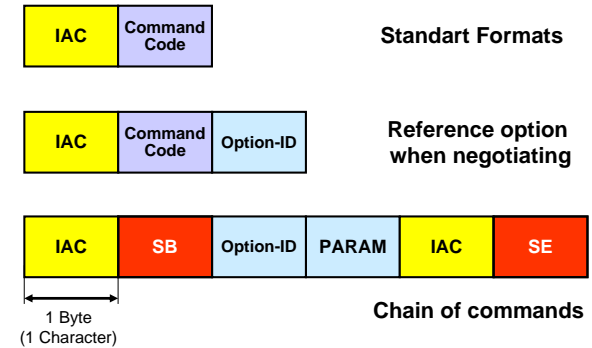 IAC
Command
Code
Standart Formats
IAC
Command
Code
Option-ID
Reference option
when negotiating
IAC
SB
Option-ID
PARAM
IAC
SE
1 Byte
(1 Character)
Chain of commands